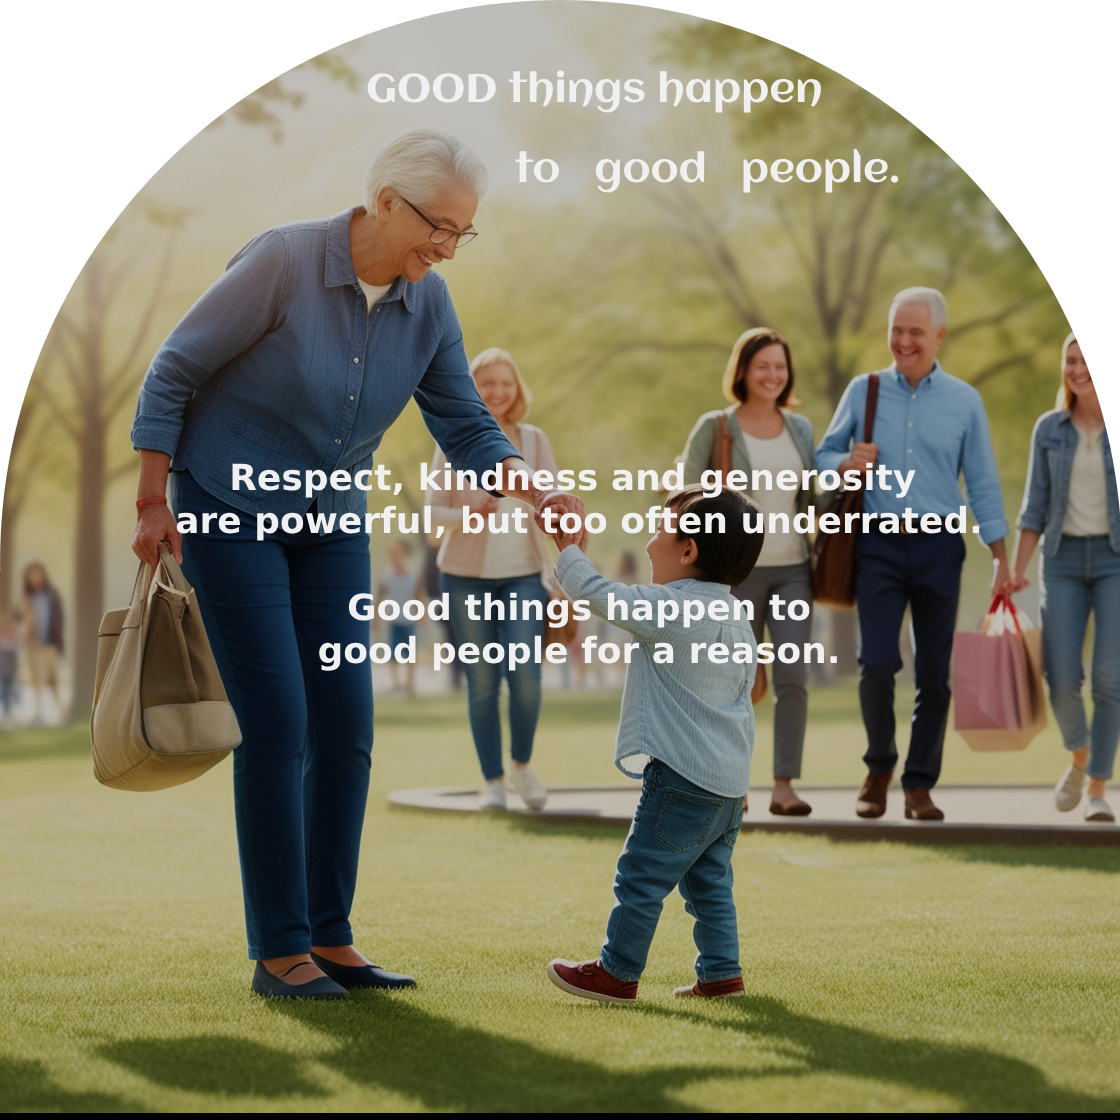 GOOD things happen
to good people.
Respect, kindness and generosity
are powerful, but too often underrated.
Good things happen to
good people for a reason.